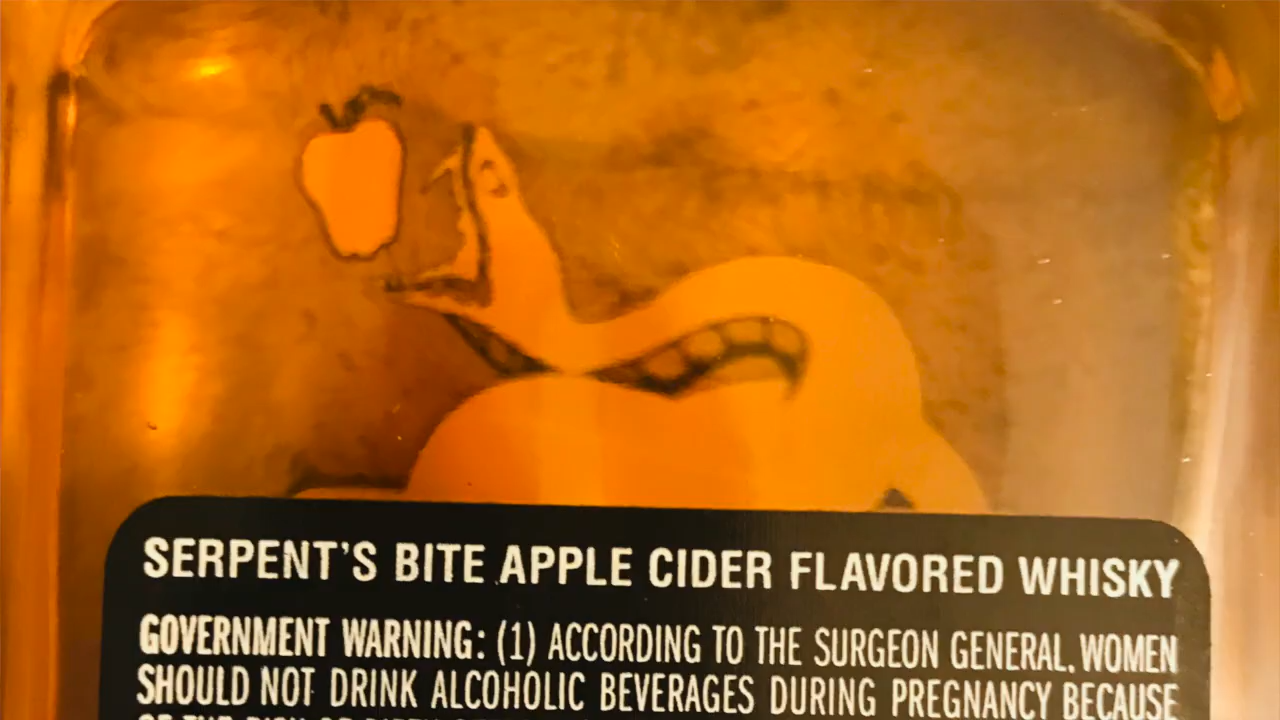 SERPENT'S BITE APPLE CIDER FLAVORED WHISKY
GOVERNMENT WARNING: (1) ACCORDING TO THE SURGEON GENERAL, WOMEN
SHOULD NOT DRINK ALCOHOLIC BEVERAGES DURING PREGNANCY BECAUSE